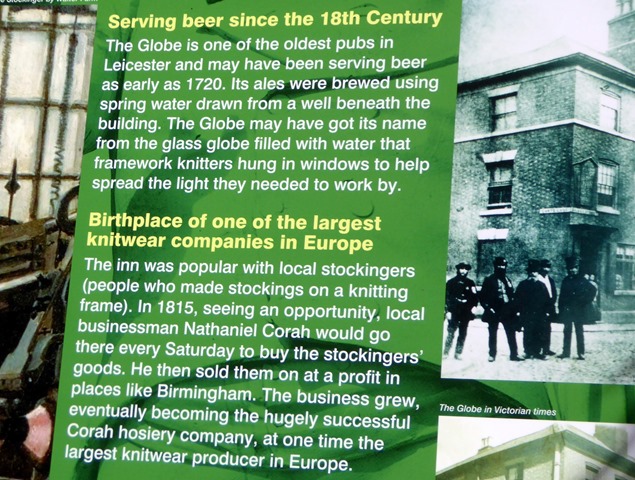 Serving beer since the 18th Century
The Globe is one of the oldest pubs in
Leicester and may have been serving beer
as early as 1720. Its ales were brewed using
spring water drawn from a well beneath the
building. The Globe may have got its name
from the glass globe filled with water that
framework knitters hung in windows to help
spread the light they needed to work by.
Birthplace of one of the largest
knitwear companies in Europe
The inn was popular with local stockingers
(people who made stockings on a knitting
frame). In 1815, seeing an opportunity, local
businessman Nathaniel Corah would go
there every Saturday to buy the stockingers'
goods. He then sold them on at a profit in
places like Birmingham. The business grew,
eventually becoming the hugely successful
Corah hosiery company, at one time the
largest knitwear producer in Europe.
The Globe in Victorian times